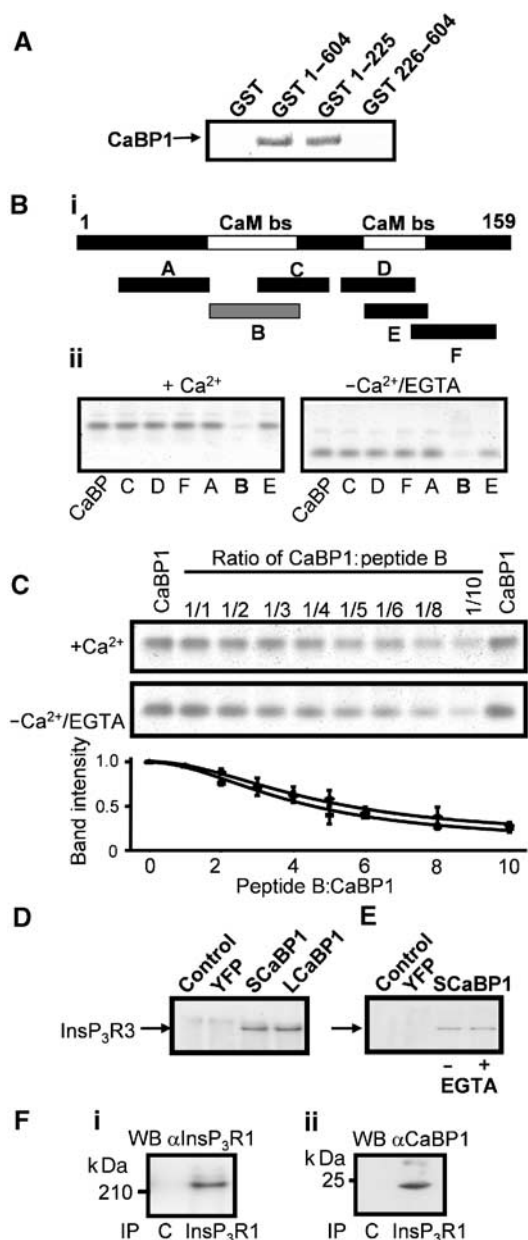 A
GST
GST 1–604
GST 1–225
GST 226–604
CaBP1
B
i
1 CaM bs CaM bs 159
A
C
D
B
E
F
ii
+ Ca²⁺ −Ca²⁺/EGTA
CaBP C D F A B E CaBP C D F A B E
C
CaBP1
Ratio of CaBP1:peptide B
CaBP1
1/1 1/2 1/3 1/4 1/5 1/6 1/8 1/10
+Ca²⁺
−Ca²⁺/EGTA
Band intensity
1.0
0.5
0
0 2 4 6 8 10
Peptide B:CaBP1
D
Control
YFP
SCaBP1
LCaBP1
InsP₃R3
E
Control
YFP
SCaBP1
− +
EGTA
F
i
WB αInsP₃R1
kDa
210
IP C InsP₃R1
ii
WB αCaBP1
kDa
25
IP C InsP₃R1